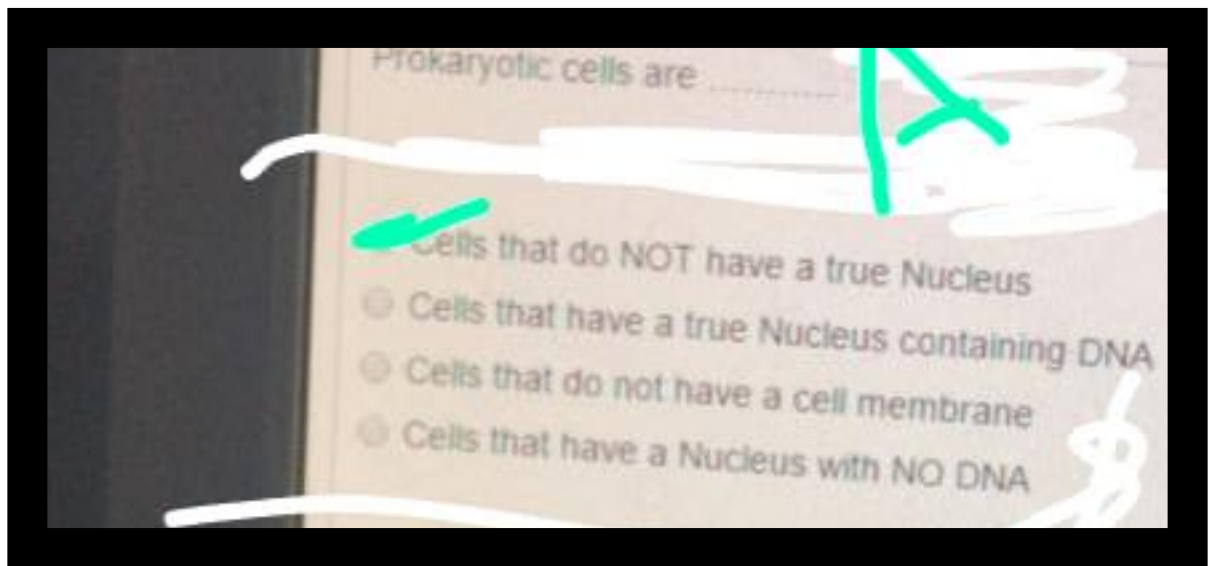 Prokaryotic cells are ............
Cells that do NOT have a true Nucleus
Cells that have a true Nucleus containing DNA
Cells that do not have a cell membrane
Cells that have a Nucleus with NO DNA